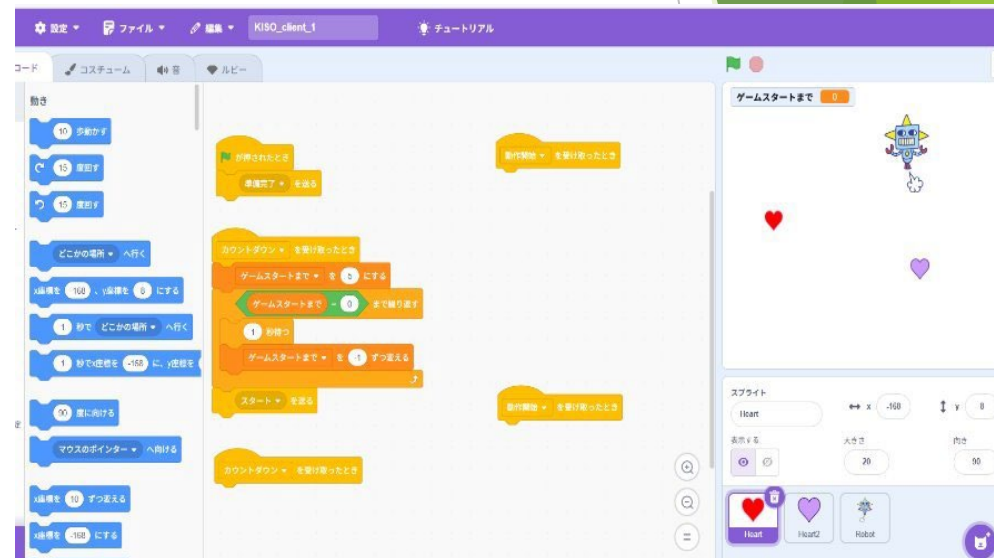 設定 ファイル 編集 KISO_client_1 チュートリアル
コード コスチューム 音 ルビー
動き
10 歩動かす
15 度回す
15 度回す
どこかの場所 へ行く
x座標を 168 、y座標を 8 にする
1 秒で どこかの場所 へ行く
1 秒でx座標を -168 に、y座標を
90 度に向ける
マウスのポインター へ向ける
x座標を 10 ずつ変える
x座標を -168 にする
が押されたとき
準備完了 を送る
カウントダウン を受け取ったとき
ゲームスタートまで を 5 にする
ゲームスタートまで = 0 まで繰り返す
1 秒待つ
ゲームスタートまで を -1 ずつ変える
スタート を送る
カウントダウン を受け取ったとき
動作開始 を受け取ったとき
動作開始 を受け取ったとき
ゲームスタートまで 0
スプライト
Heart x -168 y 8
表示する 大きさ 向き
20 90
Heart Heart2 Robot